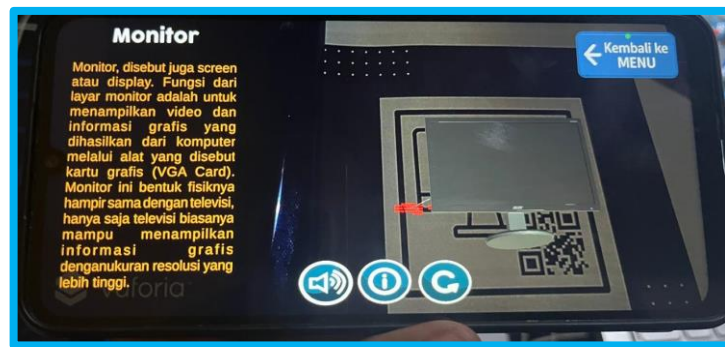 Monitor
Monitor, disebut juga screen
atau display. Fungsi dari
layar monitor adalah untuk
menampilkan video dan
informasi grafis yang
dihasilkan dari komputer
melalui alat yang disebut
kartu grafis (VGA Card).
Monitor ini bentuk fisiknya
hampir sama dengan televisi,
hanya saja televisi biasanya
mampu menampilkan
informasi grafis
denganukuran resolusi yang
lebih tinggi.
vuforia
Kembali ke
MENU